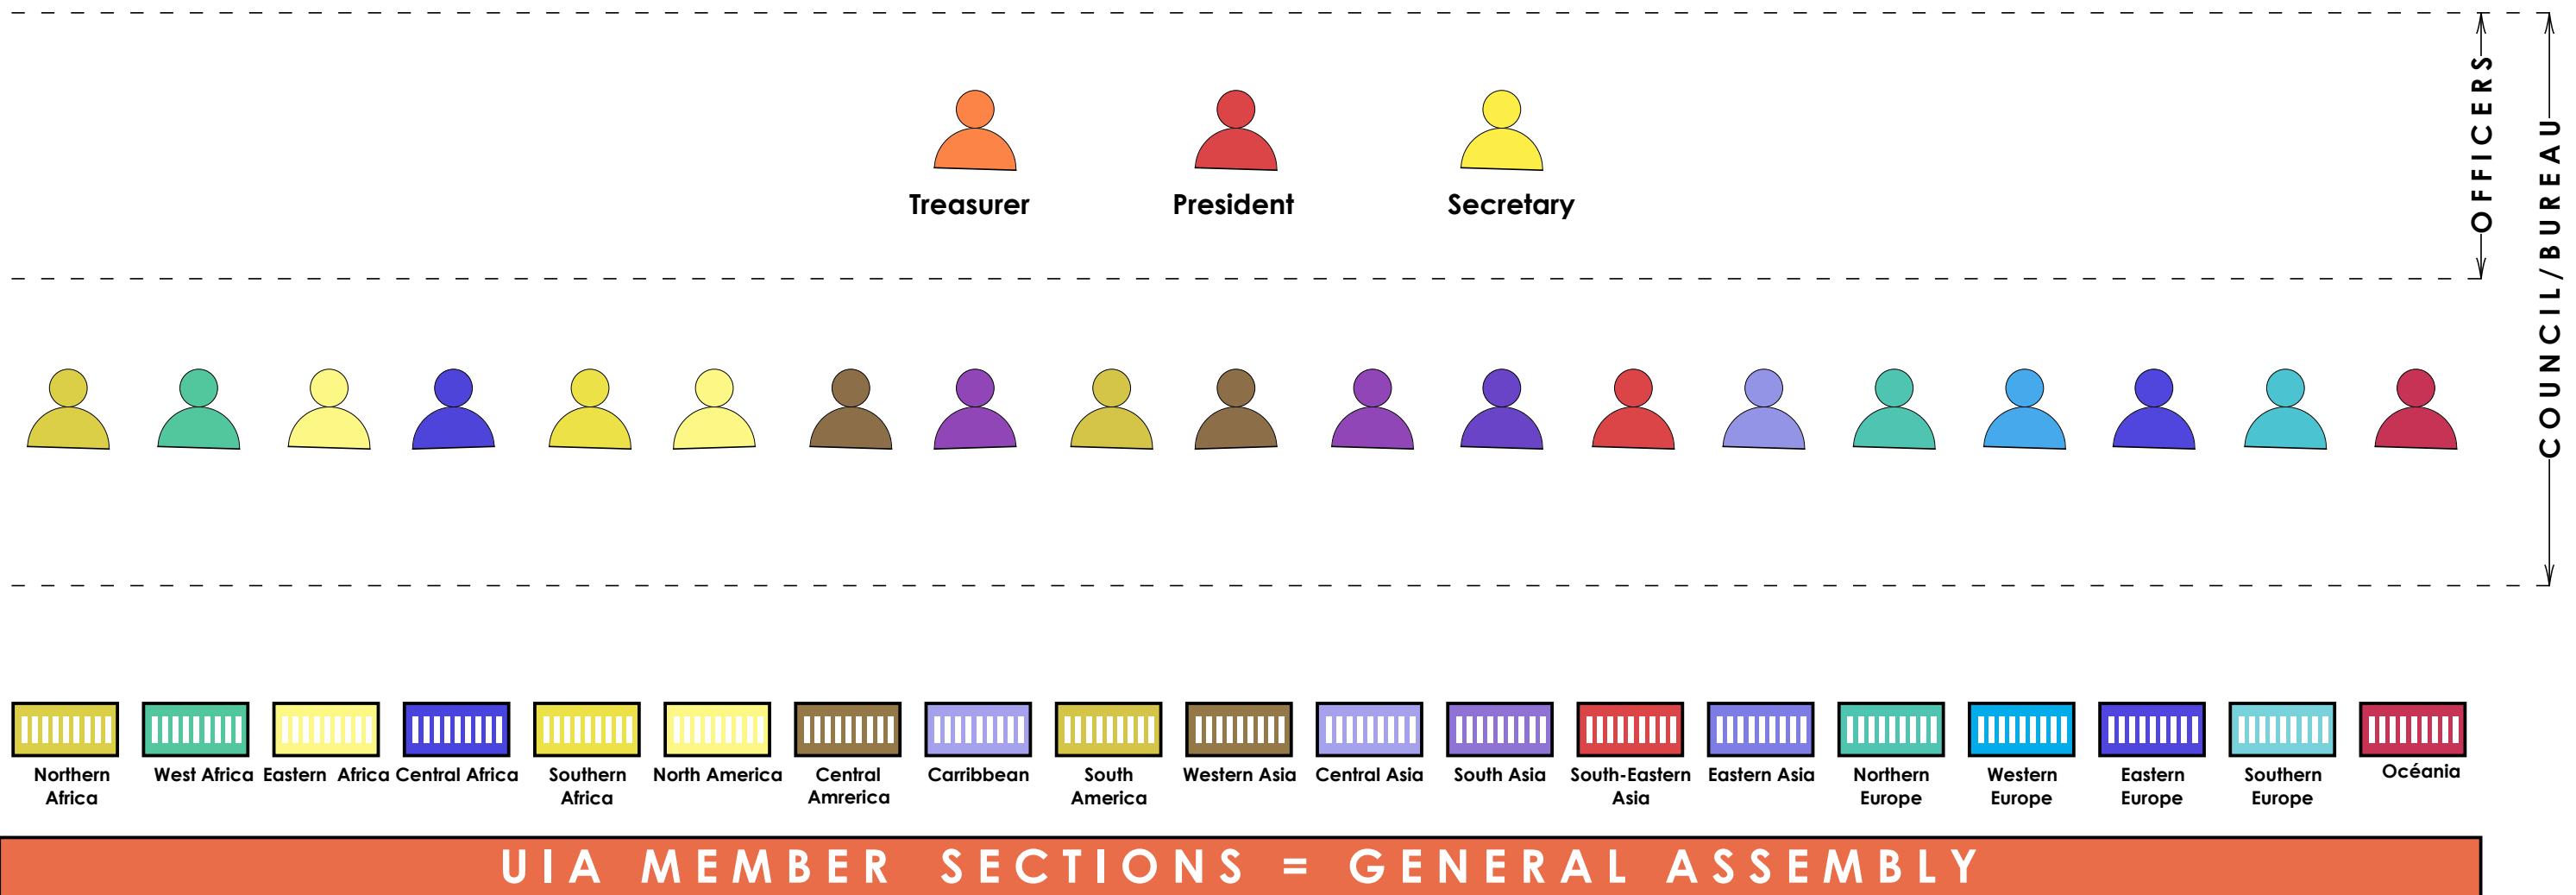 OFFICERS
COUNCIL/BUREAU
Treasurer
President
Secretary
Northern
Africa
West Africa
Eastern Africa
Central Africa
Southern
Africa
North America
Central
Amrerica
Carribbean
South
America
Western Asia
Central Asia
South Asia
South-Eastern
Asia
Eastern Asia
Northern
Europe
Western
Europe
Eastern
Europe
Southern
Europe
Océania
UIA MEMBER SECTIONS = GENERAL ASSEMBLY